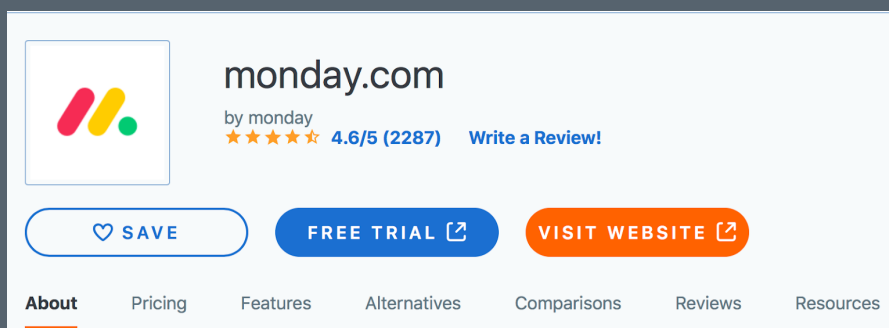 monday.com
by monday
4.6/5 (2287) Write a Review!
SAVE FREE TRIAL VISIT WEBSITE
About Pricing Features Alternatives Comparisons Reviews Resources